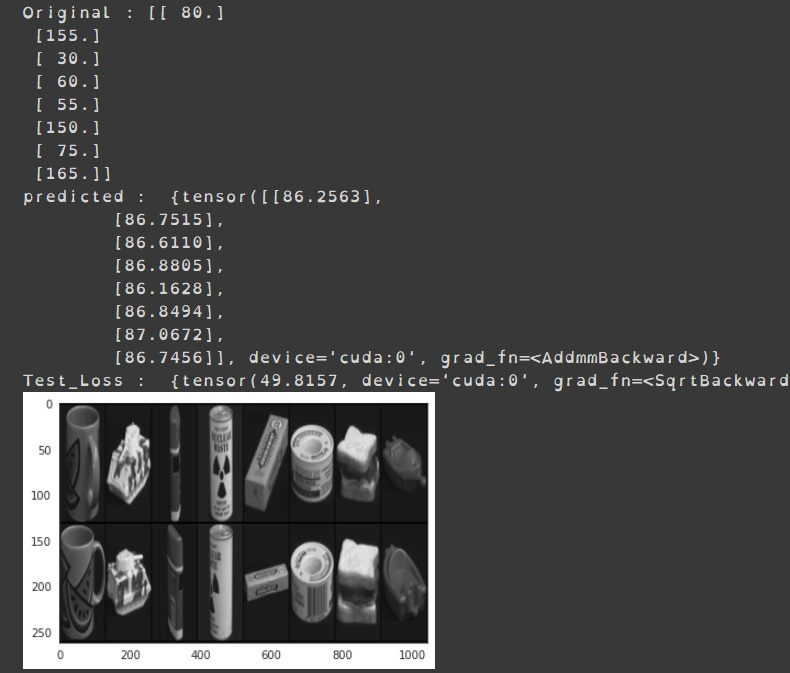 Original : [[ 80.]
[155.]
[ 30.]
[ 60.]
[ 55.]
[150.]
[ 75.]
[165.]]
predicted :  {tensor([[86.2563],
[86.7515],
[86.6110],
[86.8805],
[86.1628],
[86.8494],
[87.0672],
[86.7456]], device='cuda:0', grad_fn=<AddmmBackward>)}
Test_Loss :  {tensor(49.8157, device='cuda:0', grad_fn=<SqrtBackward
0
50
100
150
200
250
NUCLEAR
WASTE
0 200 400 600 800 1000